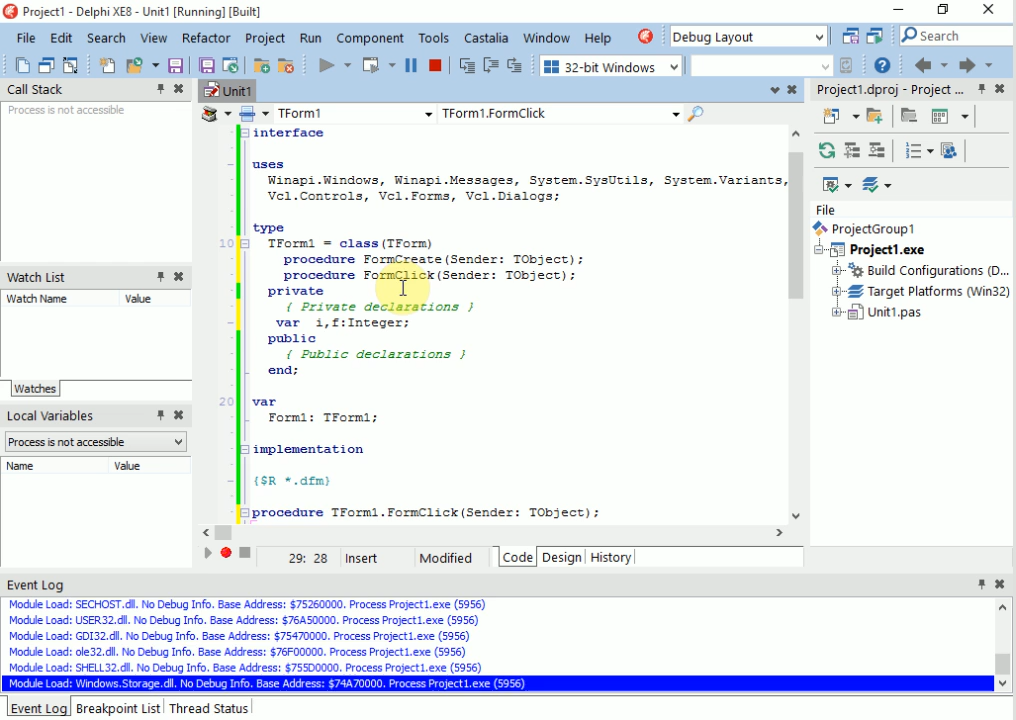 Project1 - Delphi XE8 - Unit1 [Running] [Built]
File Edit Search View Refactor Project Run Component Tools Castalia Window Help Debug Layout Search
32-bit Windows
Call Stack
Process is not accessible
Unit1
TForm1 TForm1.FormClick
interface
uses
Winapi.Windows, Winapi.Messages, System.SysUtils, System.Variants,
Vcl.Controls, Vcl.Forms, Vcl.Dialogs;
type
10 TForm1 = class(TForm)
procedure FormCreate(Sender: TObject);
procedure FormClick(Sender: TObject);
private
{ Private declarations }
var i,f:Integer;
public
{ Public declarations }
end;
20 var
Form1: TForm1;
implementation
{$R *.dfm}
procedure TForm1.FormClick(Sender: TObject);
29: 28 Insert Modified Code Design History
Watch List
Watch Name Value
Watches
Local Variables
Process is not accessible
Name Value
Project1.dproj - Project ...
File
ProjectGroup1
Project1.exe
Build Configurations (D...
Target Platforms (Win32)
Unit1.pas
Event Log
Module Load: SECHOST.dll. No Debug Info. Base Address: $75260000. Process Project1.exe (5956)
Module Load: USER32.dll. No Debug Info. Base Address: $76A50000. Process Project1.exe (5956)
Module Load: GDI32.dll. No Debug Info. Base Address: $75470000. Process Project1.exe (5956)
Module Load: ole32.dll. No Debug Info. Base Address: $76F00000. Process Project1.exe (5956)
Module Load: SHELL32.dll. No Debug Info. Base Address: $755D0000. Process Project1.exe (5956)
Module Load: Windows.Storage.dll. No Debug Info. Base Address: $74A70000. Process Project1.exe (5956)
Event Log Breakpoint List Thread Status